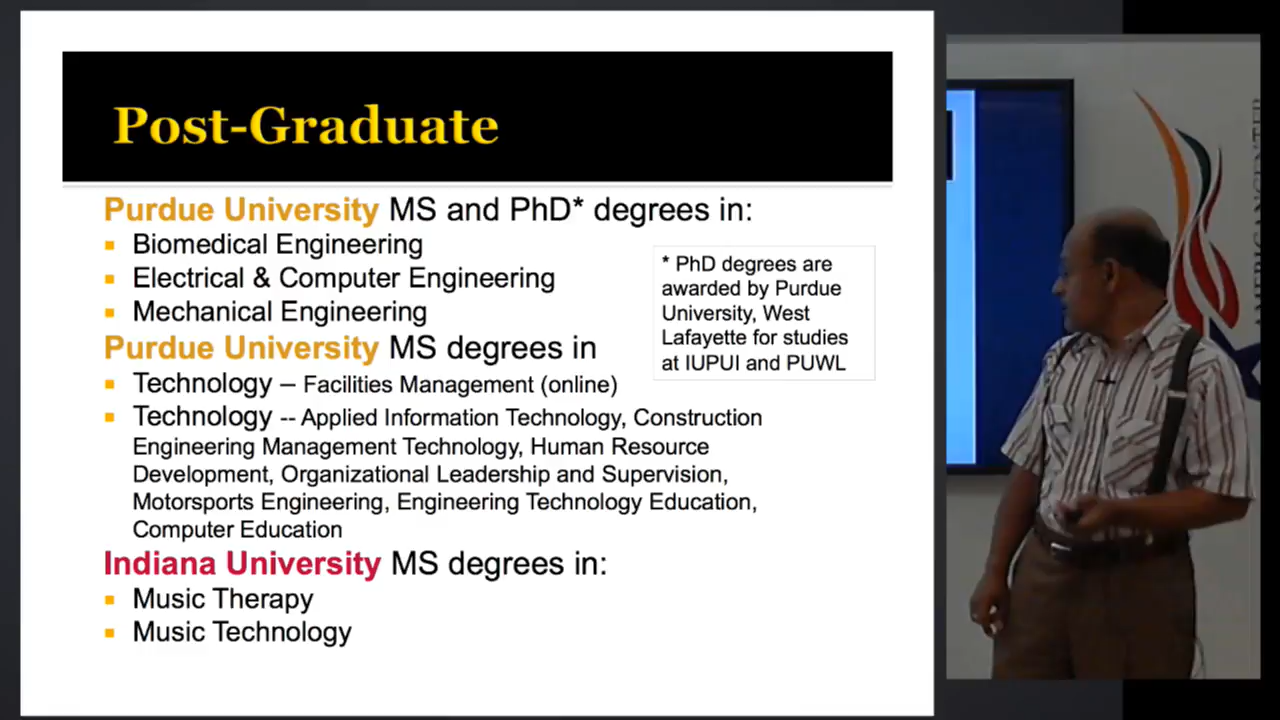 Post-Graduate
Purdue University MS and PhD* degrees in:
▪ Biomedical Engineering
▪ Electrical & Computer Engineering
▪ Mechanical Engineering
* PhD degrees are
awarded by Purdue
University, West
Lafayette for studies
at IUPUI and PUWL
Purdue University MS degrees in
▪ Technology – Facilities Management (online)
▪ Technology -- Applied Information Technology, Construction
Engineering Management Technology, Human Resource
Development, Organizational Leadership and Supervision,
Motorsports Engineering, Engineering Technology Education,
Computer Education
Indiana University MS degrees in:
▪ Music Therapy
▪ Music Technology
AMERICAN CENTER